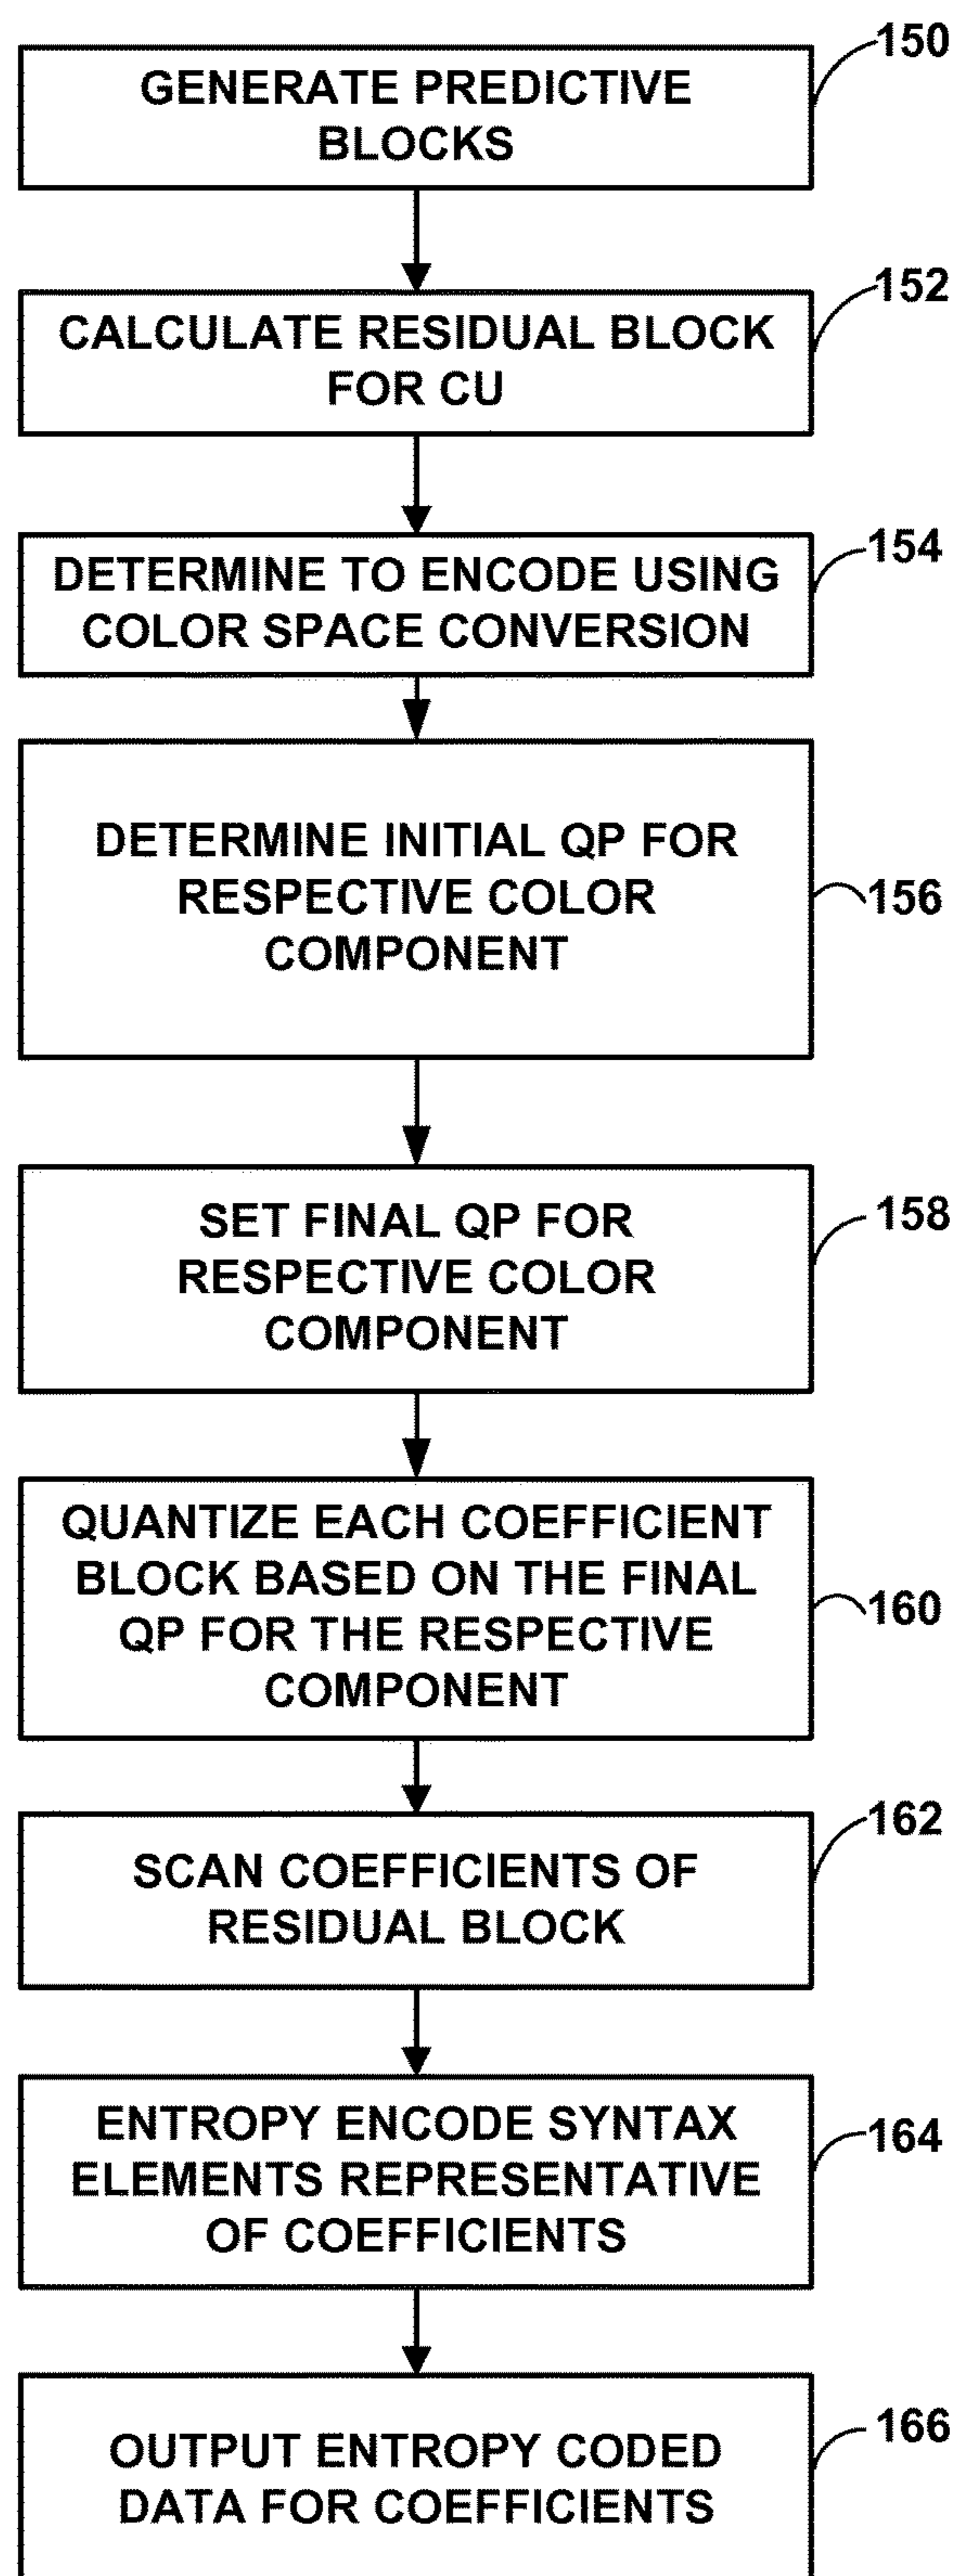 150
GENERATE PREDICTIVE
BLOCKS
152
CALCULATE RESIDUAL BLOCK
FOR CU
154
DETERMINE TO ENCODE USING
COLOR SPACE CONVERSION
DETERMINE INITIAL QP FOR
RESPECTIVE COLOR
COMPONENT
156
SET FINAL QP FOR
RESPECTIVE COLOR
COMPONENT
158
QUANTIZE EACH COEFFICIENT
BLOCK BASED ON THE FINAL
QP FOR THE RESPECTIVE
COMPONENT
160
162
SCAN COEFFICIENTS OF
RESIDUAL BLOCK
ENTROPY ENCODE SYNTAX
ELEMENTS REPRESENTATIVE
OF COEFFICIENTS
164
OUTPUT ENTROPY CODED
DATA FOR COEFFICIENTS
166